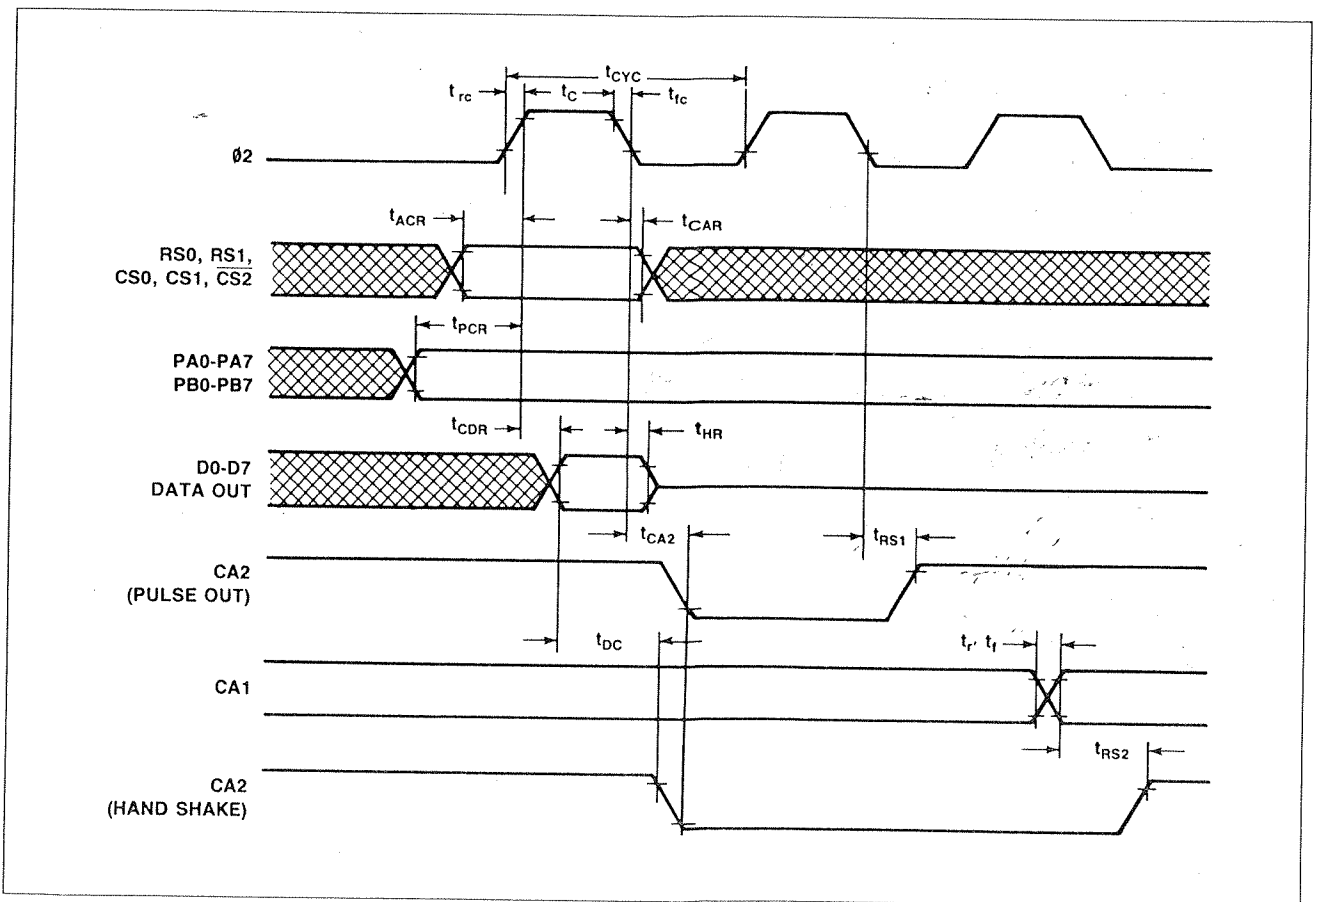 tCYC
trc tC tfc
Ø2
tACR tCAR
RS0, RS1,
CS0, CS1, CS2
tPCR
PA0-PA7
PB0-PB7
tCDR tHR
D0-D7
DATA OUT
tCA2 tRS1
CA2
(PULSE OUT)
tDC tr, tf
CA1
tRS2
CA2
(HAND SHAKE)